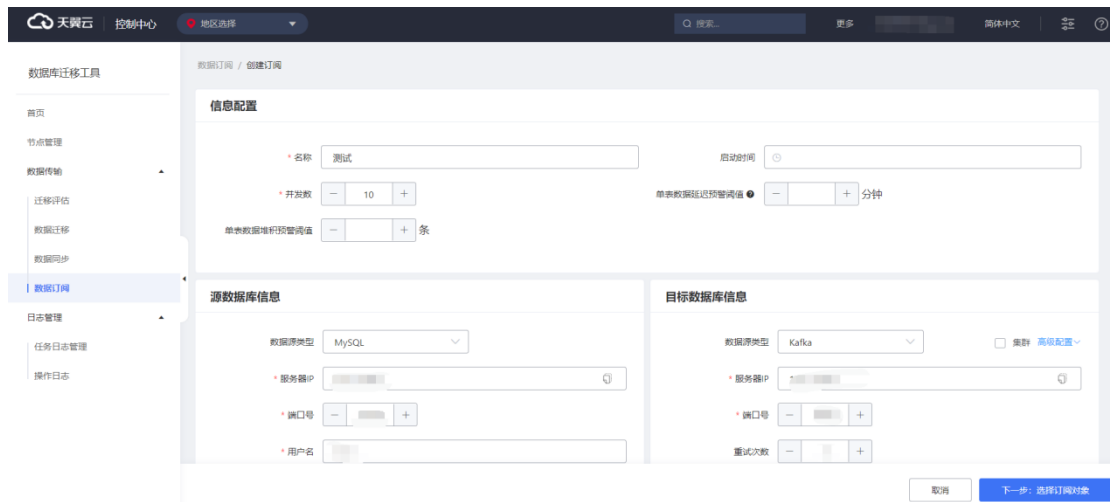 天翼云 控制中心 地区选择 搜索... 更多 简体中文
数据库迁移工具
首页
节点管理
数据传输
迁移评估
数据迁移
数据同步
数据订阅
日志管理
任务日志管理
操作日志
数据订阅 / 创建订阅
信息配置
* 名称 测试 启动时间
* 开发数 − 10 + 单表数据延迟预警阈值 − + 分钟
单表数据堆积预警阈值 − + 条
源数据库信息
数据源类型 MySQL
* 服务器IP
* 端口号 − +
* 用户名
目标数据库信息
数据源类型 Kafka 集群 高级配置
* 服务器IP
* 端口号 − +
重试次数 − +
取消 下一步：选择订阅对象